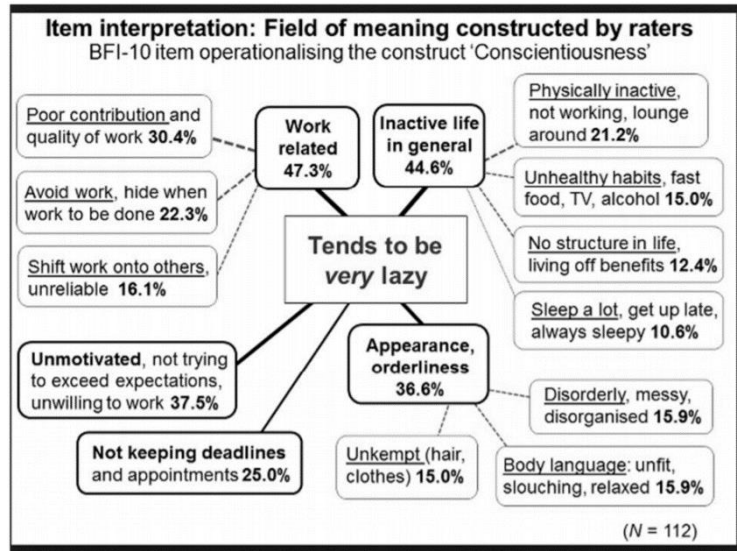 Item interpretation: Field of meaning constructed by raters
BFI-10 item operationalising the construct ‘Conscientiousness’
Poor contribution and
quality of work 30.4%
Avoid work, hide when
work to be done 22.3%
Shift work onto others,
unreliable 16.1%
Work
related
47.3%
Inactive life
in general
44.6%
Physically inactive,
not working, lounge
around 21.2%
Unhealthy habits, fast
food, TV, alcohol 15.0%
No structure in life,
living off benefits 12.4%
Sleep a lot, get up late,
always sleepy 10.6%
Tends to be
very lazy
Unmotivated, not trying
to exceed expectations,
unwilling to work 37.5%
Not keeping deadlines
and appointments 25.0%
Appearance,
orderliness
36.6%
Unkempt (hair,
clothes) 15.0%
Disorderly, messy,
disorganised 15.9%
Body language: unfit,
slouching, relaxed 15.9%
(N = 112)